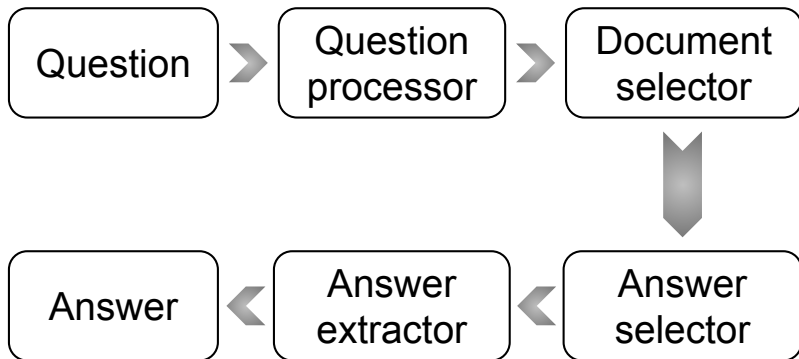 Question
Question
processor
Document
selector
Answer
Answer
extractor
Answer
selector